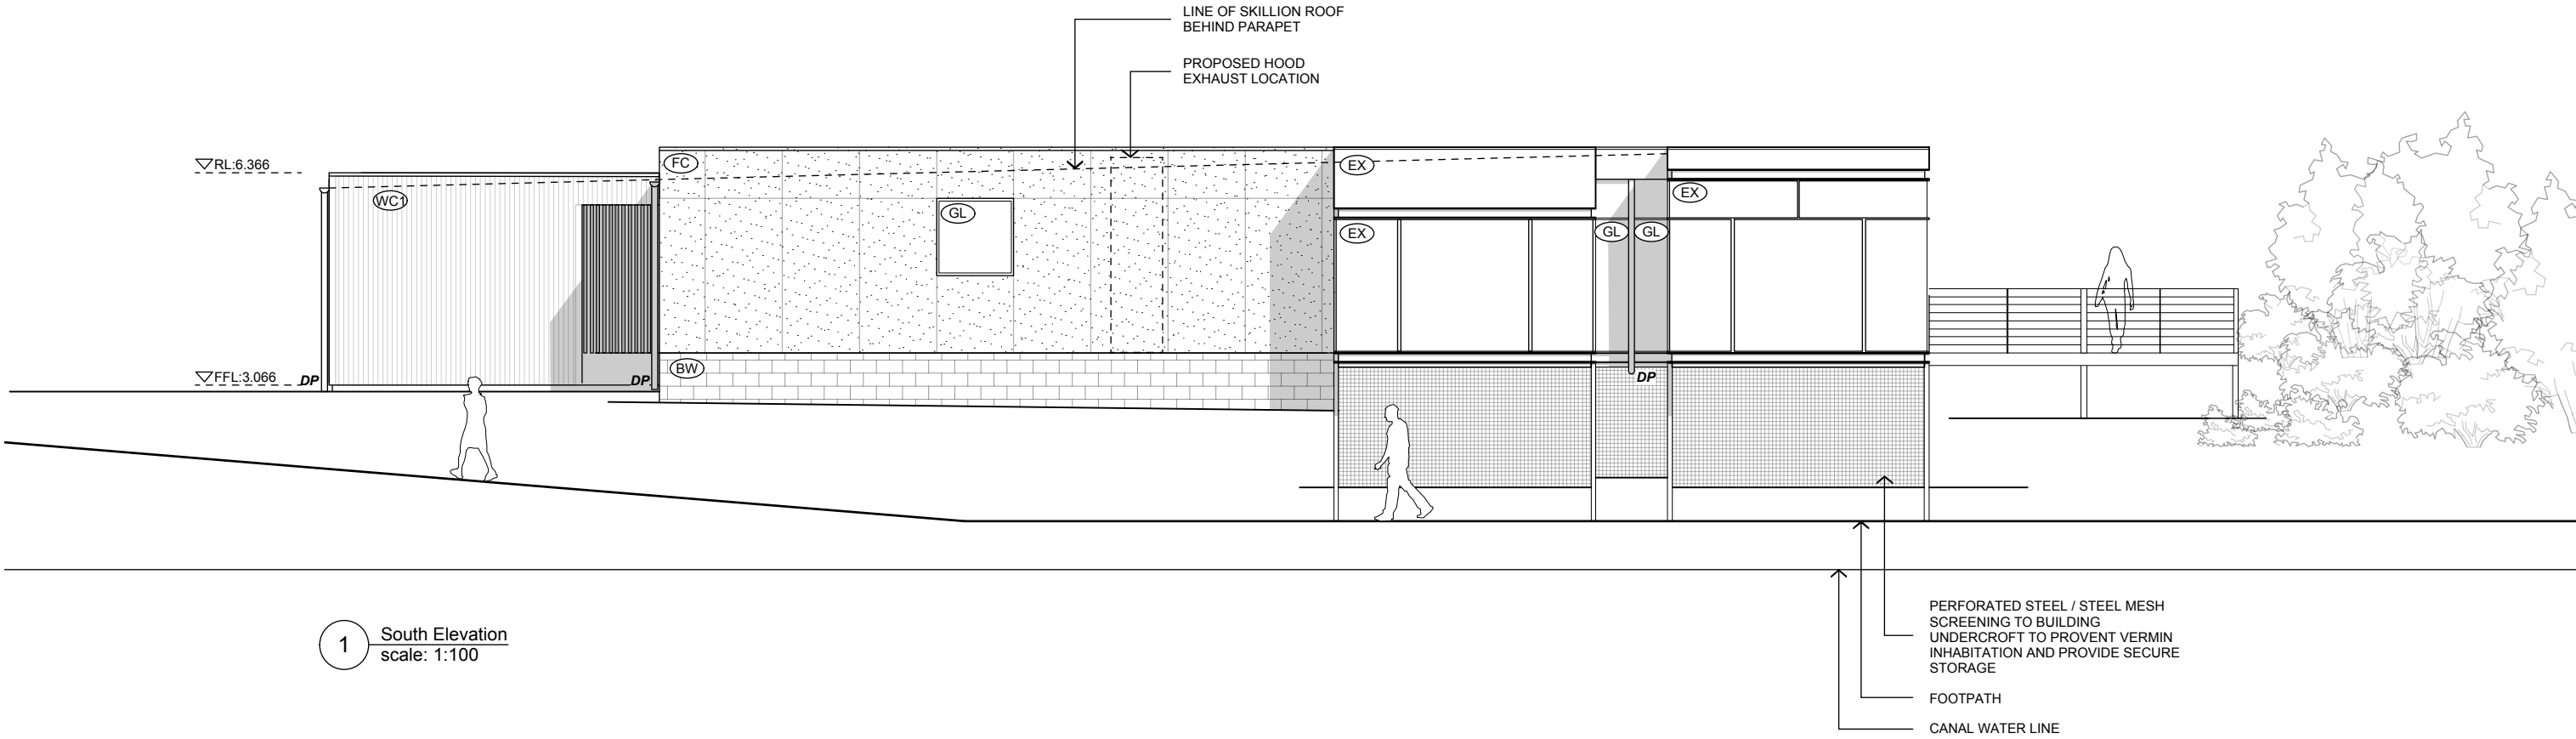 LINE OF SKILLION ROOF
BEHIND PARAPET
PROPOSED HOOD
EXHAUST LOCATION
RL:6.366
FC
EX
WC1
EX
GL
EX
GL
GL
BW
FFL:3.066
DP
DP
DP
PERFORATED STEEL / STEEL MESH
SCREENING TO BUILDING
UNDERCROFT TO PROVENT VERMIN
INHABITATION AND PROVIDE SECURE
STORAGE
1
South Elevation
scale: 1:100
FOOTPATH
CANAL WATER LINE